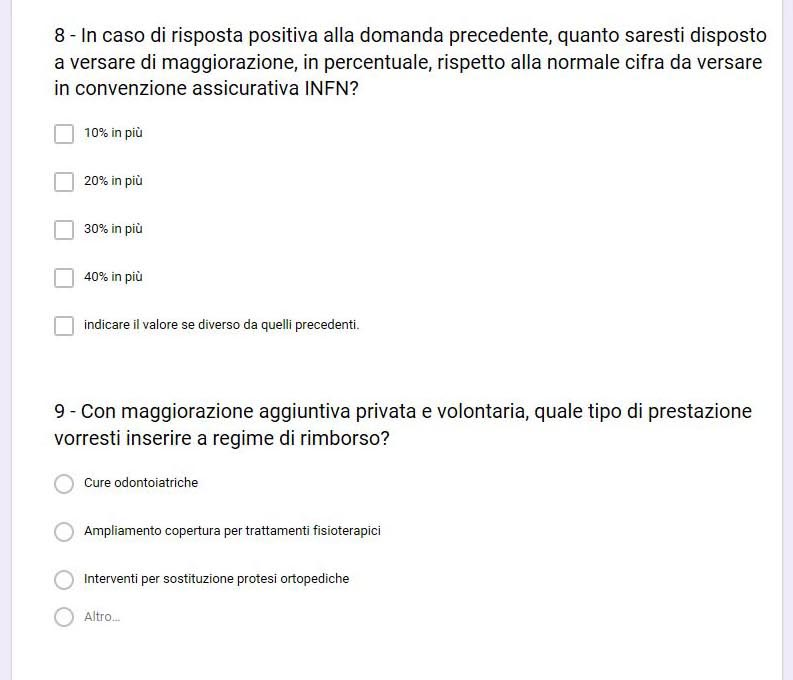 8 - In caso di risposta positiva alla domanda precedente, quanto saresti disposto
a versare di maggiorazione, in percentuale, rispetto alla normale cifra da versare
in convenzione assicurativa INFN?
10% in più
20% in più
30% in più
40% in più
indicare il valore se diverso da quelli precedenti.
9 - Con maggiorazione aggiuntiva privata e volontaria, quale tipo di prestazione
vorresti inserire a regime di rimborso?
Cure odontoiatriche
Ampliamento copertura per trattamenti fisioterapici
Interventi per sostituzione protesi ortopediche
Altro...